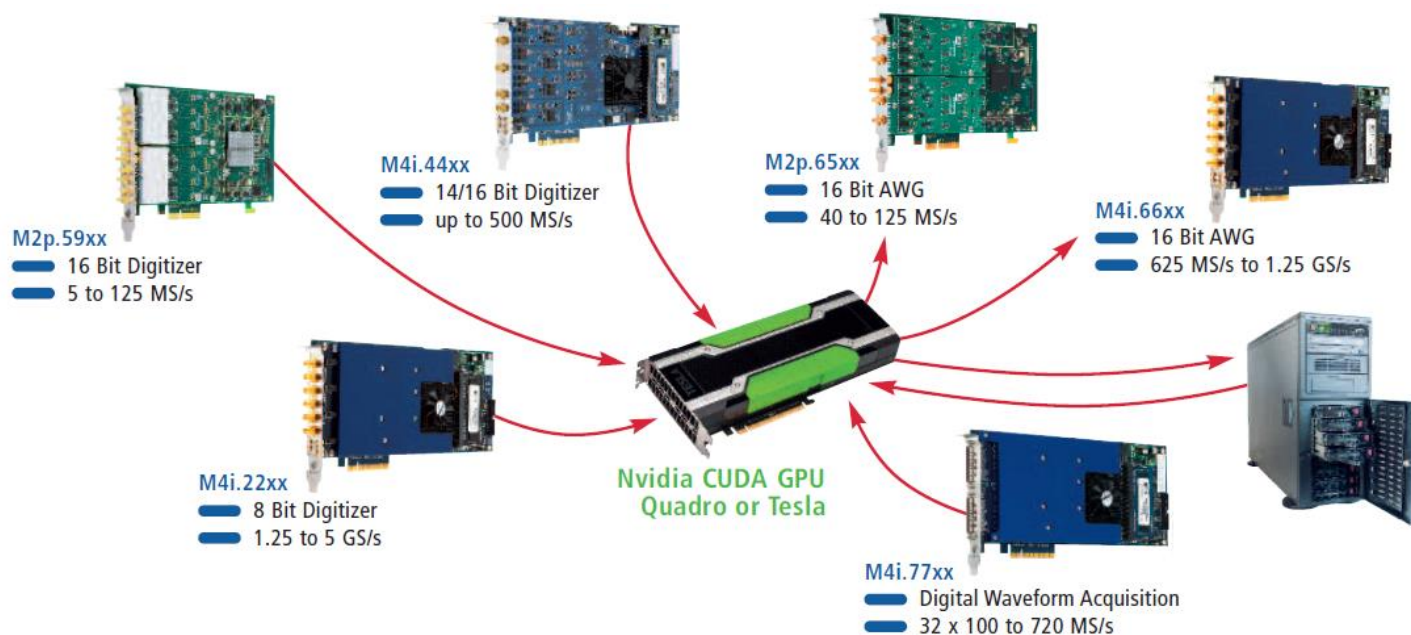 M4i.44xx
14/16 Bit Digitizer
up to 500 MS/s
M2p.65xx
16 Bit AWG
40 to 125 MS/s
M4i.66xx
16 Bit AWG
625 MS/s to 1.25 GS/s
M2p.59xx
16 Bit Digitizer
5 to 125 MS/s
TESLA
Nvidia CUDA GPU
Quadro or Tesla
M4i.22xx
8 Bit Digitizer
1.25 to 5 GS/s
M4i.77xx
Digital Waveform Acquisition
32 x 100 to 720 MS/s